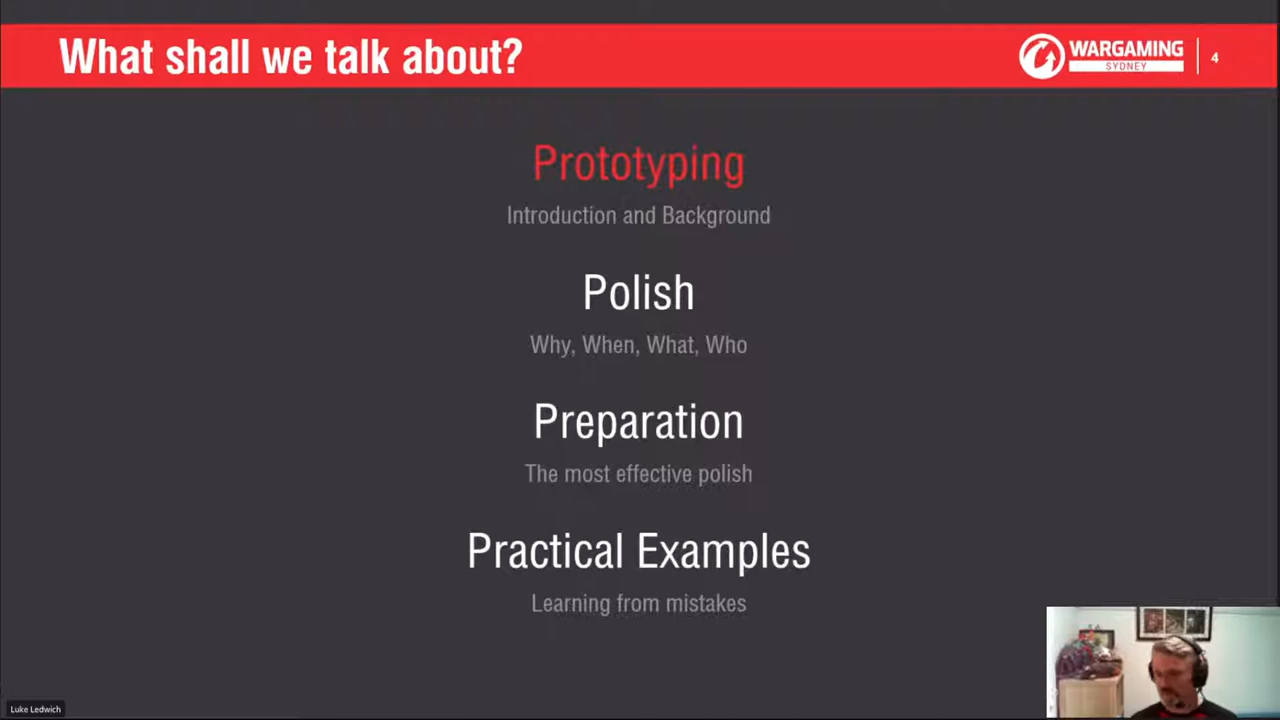 What shall we talk about?
WARGAMING
SYDNEY
4
Prototyping
Introduction and Background
Polish
Why, When, What, Who
Preparation
The most effective polish
Practical Examples
Learning from mistakes
Luke Ledwich